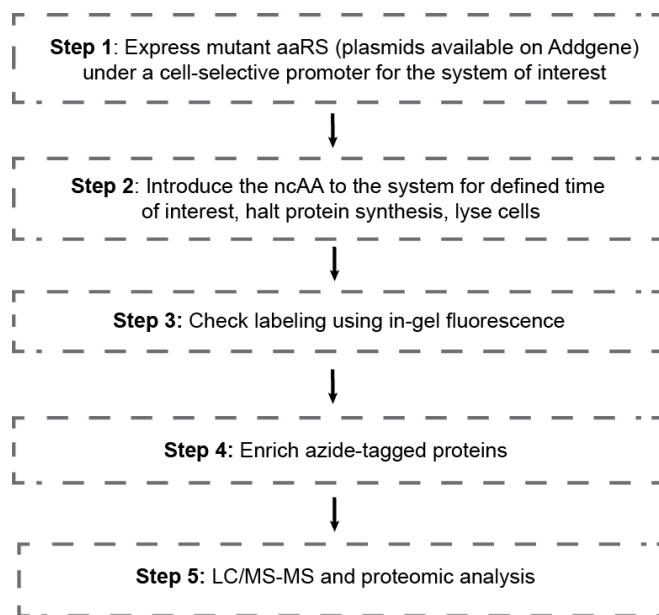 Step 1: Express mutant aaRS (plasmids available on Addgene)
under a cell-selective promoter for the system of interest
Step 2: Introduce the ncAA to the system for defined time
of interest, halt protein synthesis, lyse cells
Step 3: Check labeling using in-gel fluorescence
Step 4: Enrich azide-tagged proteins
Step 5: LC/MS-MS and proteomic analysis